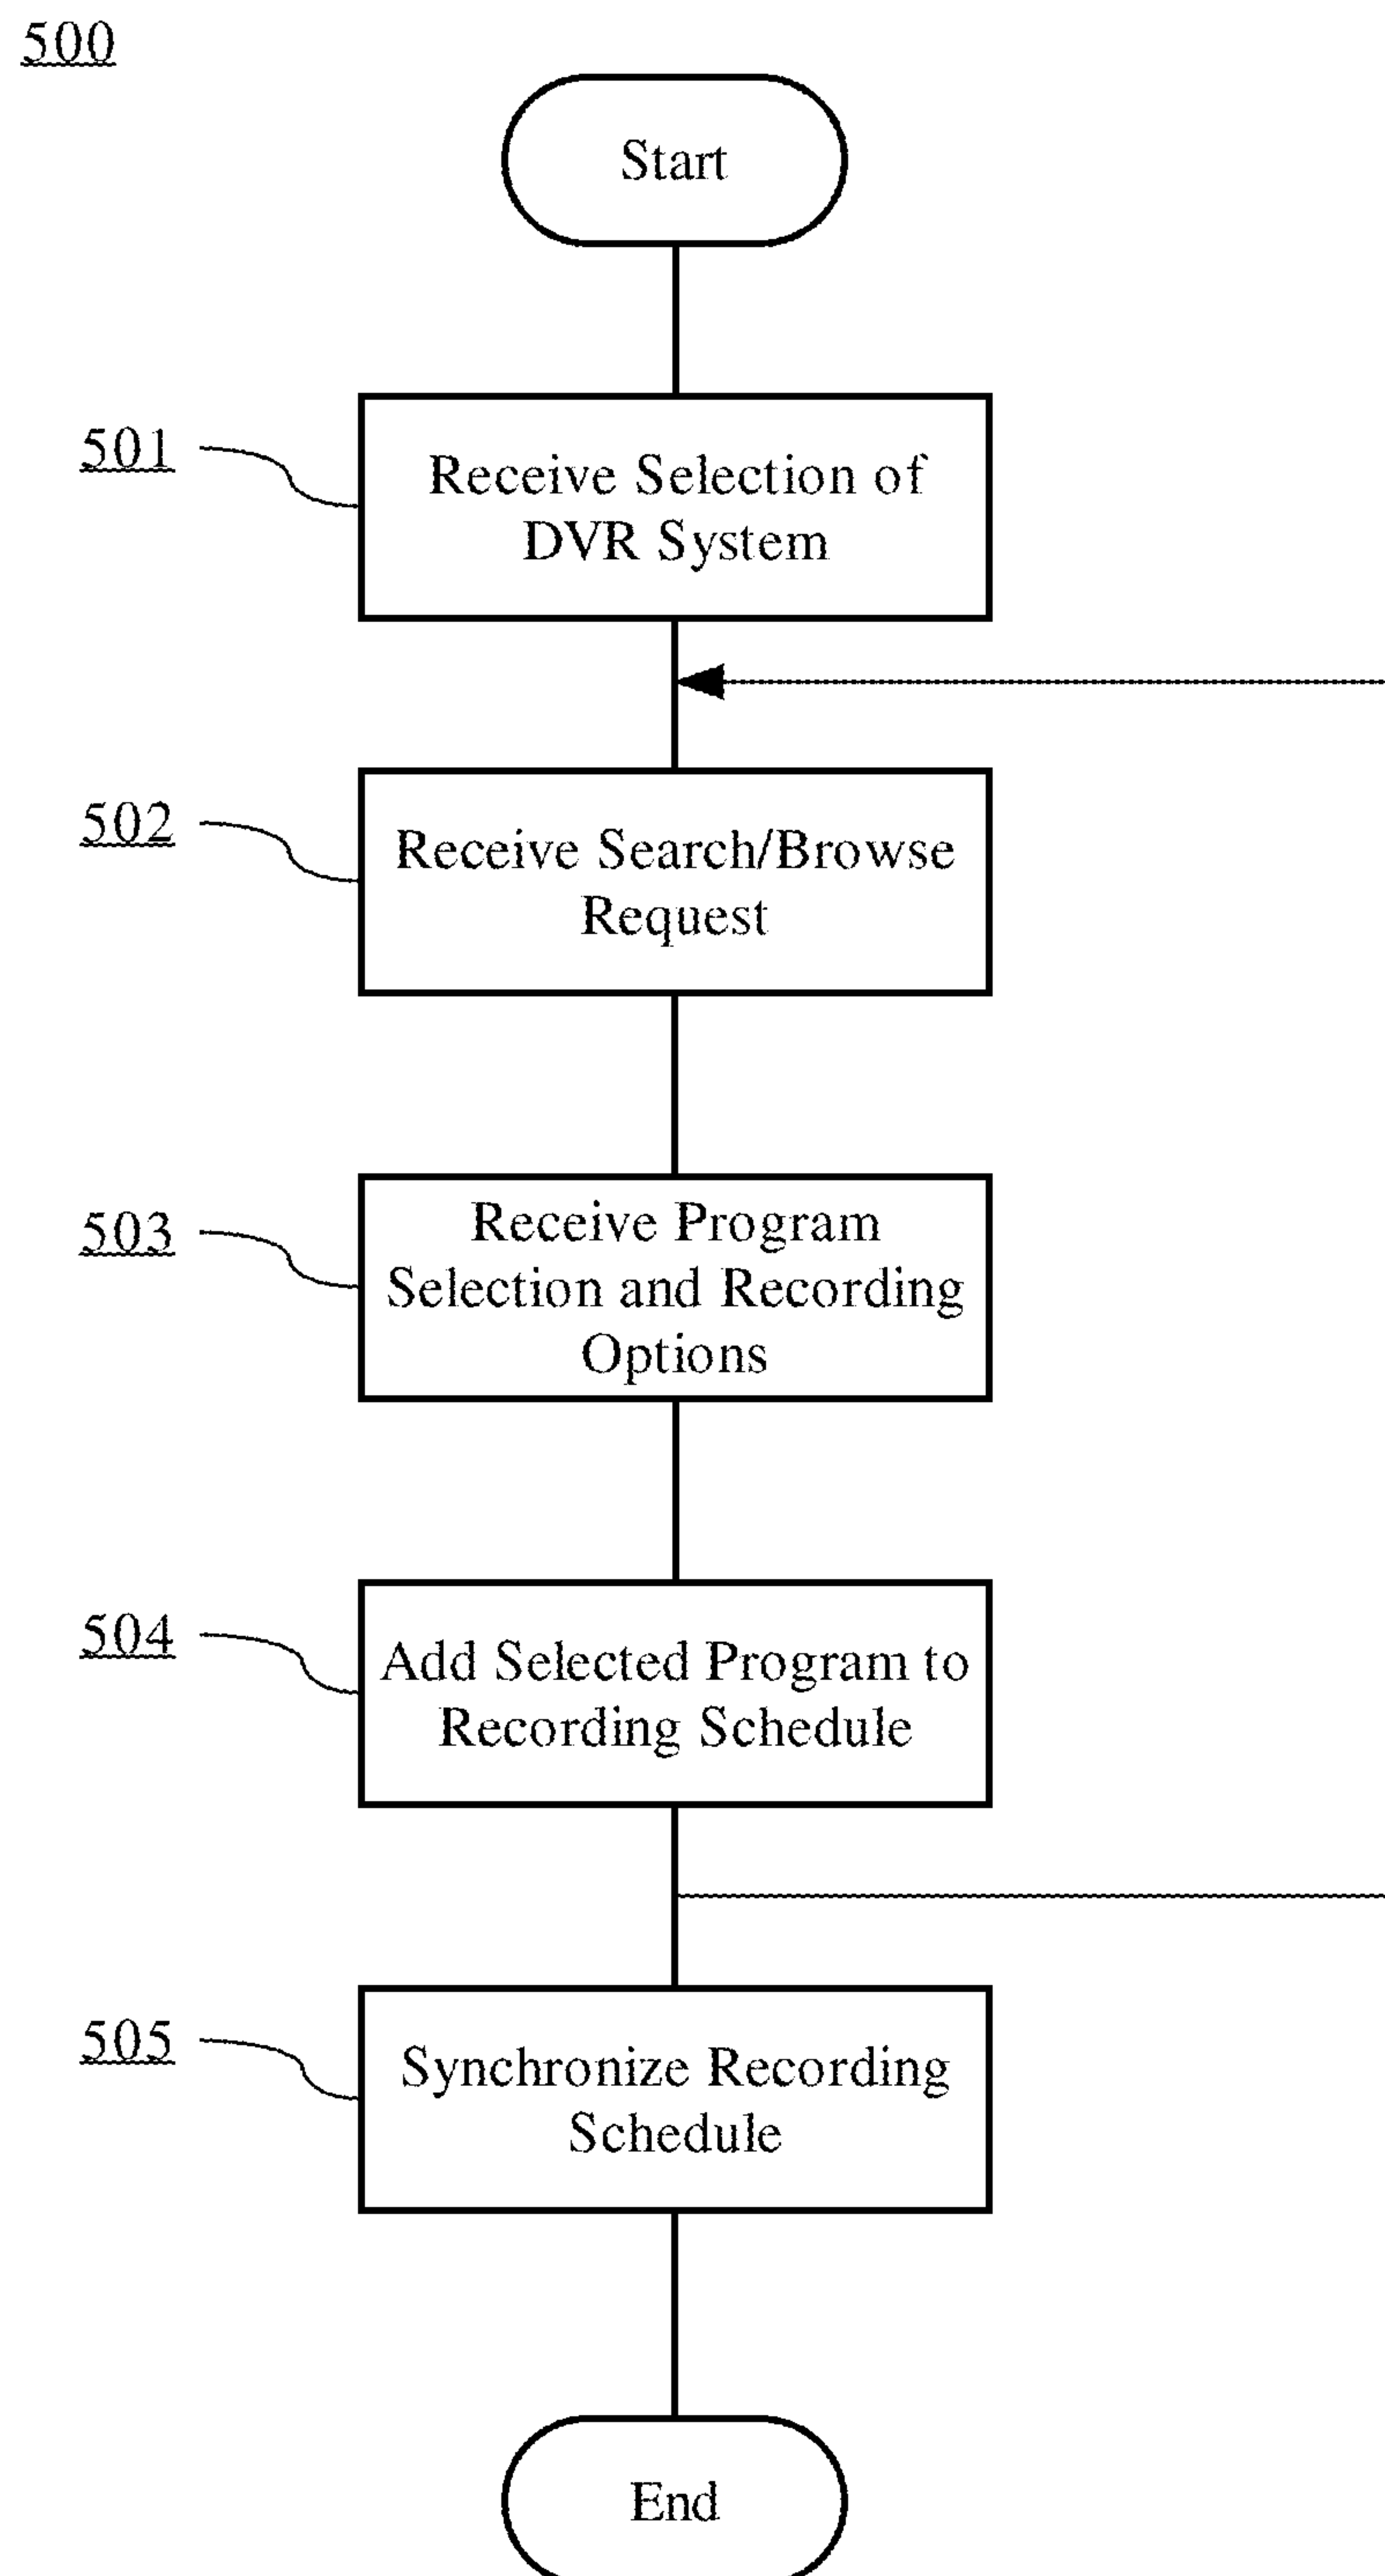 500
Start
501
Receive Selection of
DVR System
502
Receive Search/Browse
Request
503
Receive Program
Selection and Recording
Options
504
Add Selected Program to
Recording Schedule
505
Synchronize Recording
Schedule
End